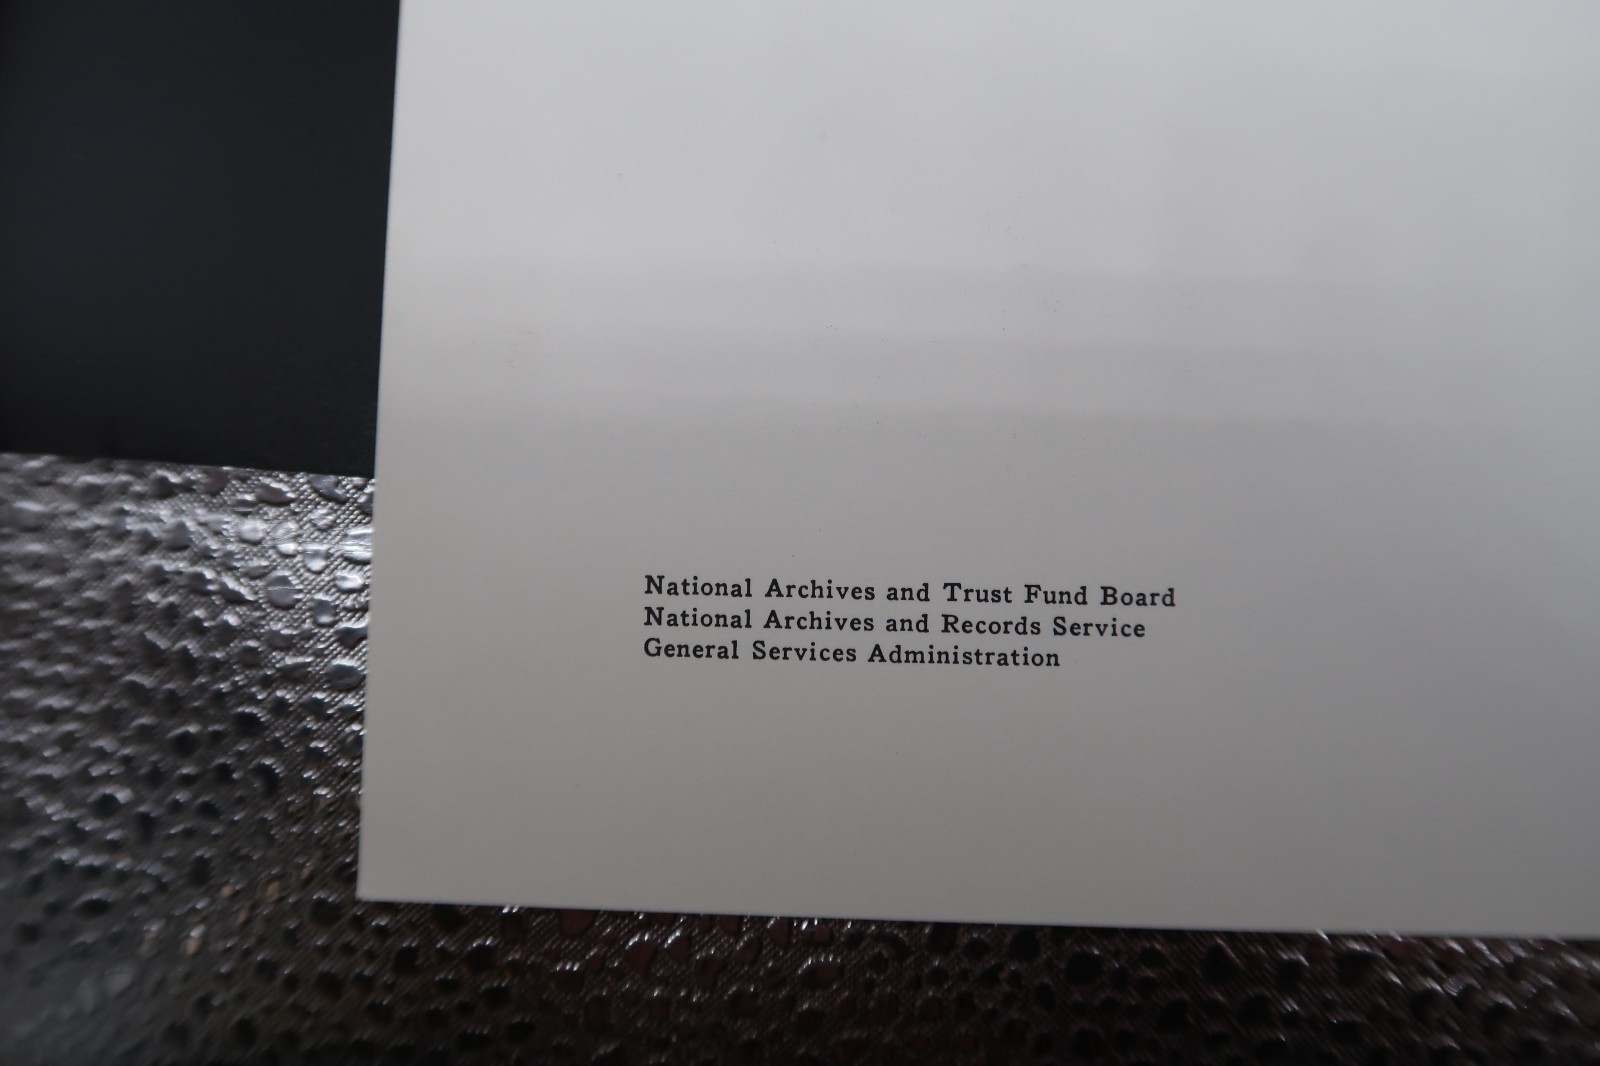 National Archives and Trust Fund Board
National Archives and Records Service
General Services Administration